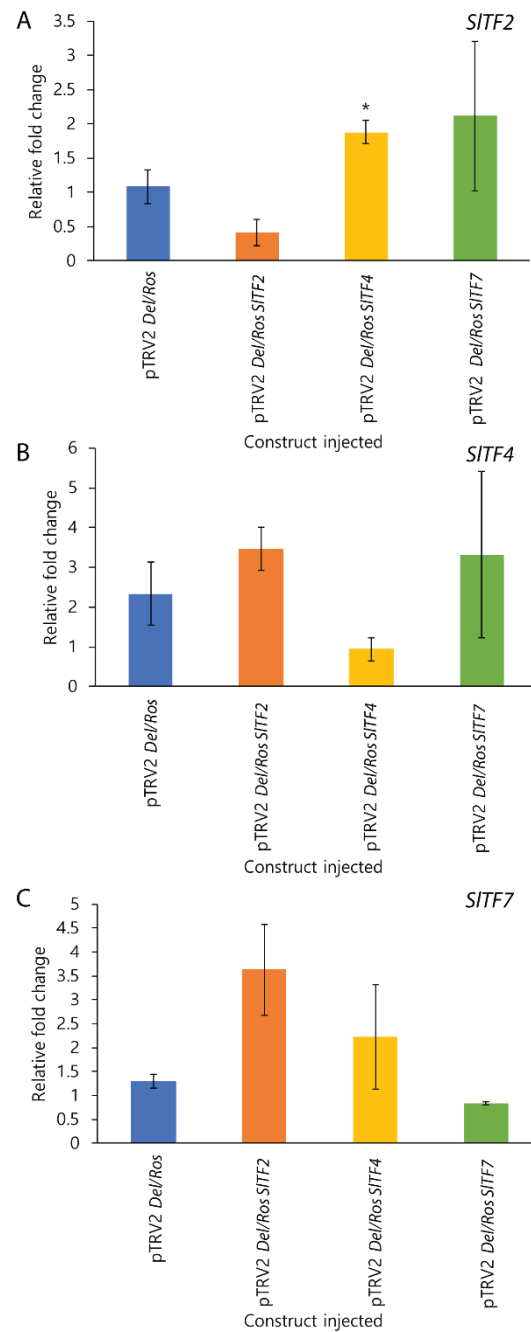 A
SlTF2
Relative fold change
3.5
3
2.5
2
1.5
1
0.5
0
*
pTRV2 Del/Ros
pTRV2 Del/Ros SlTF2
pTRV2 Del/Ros SlTF4
pTRV2 Del/Ros SlTF7
Construct injected
B
SlTF4
Relative fold change
6
5
4
3
2
1
0
pTRV2 Del/Ros
pTRV2 Del/Ros SlTF2
pTRV2 Del/Ros SlTF4
pTRV2 Del/Ros SlTF7
Construct injected
C
SlTF7
Relative fold change
5
4.5
4
3.5
3
2.5
2
1.5
1
0.5
0
pTRV2 Del/Ros
pTRV2 Del/Ros SlTF2
pTRV2 Del/Ros SlTF4
pTRV2 Del/Ros SlTF7
Construct injected